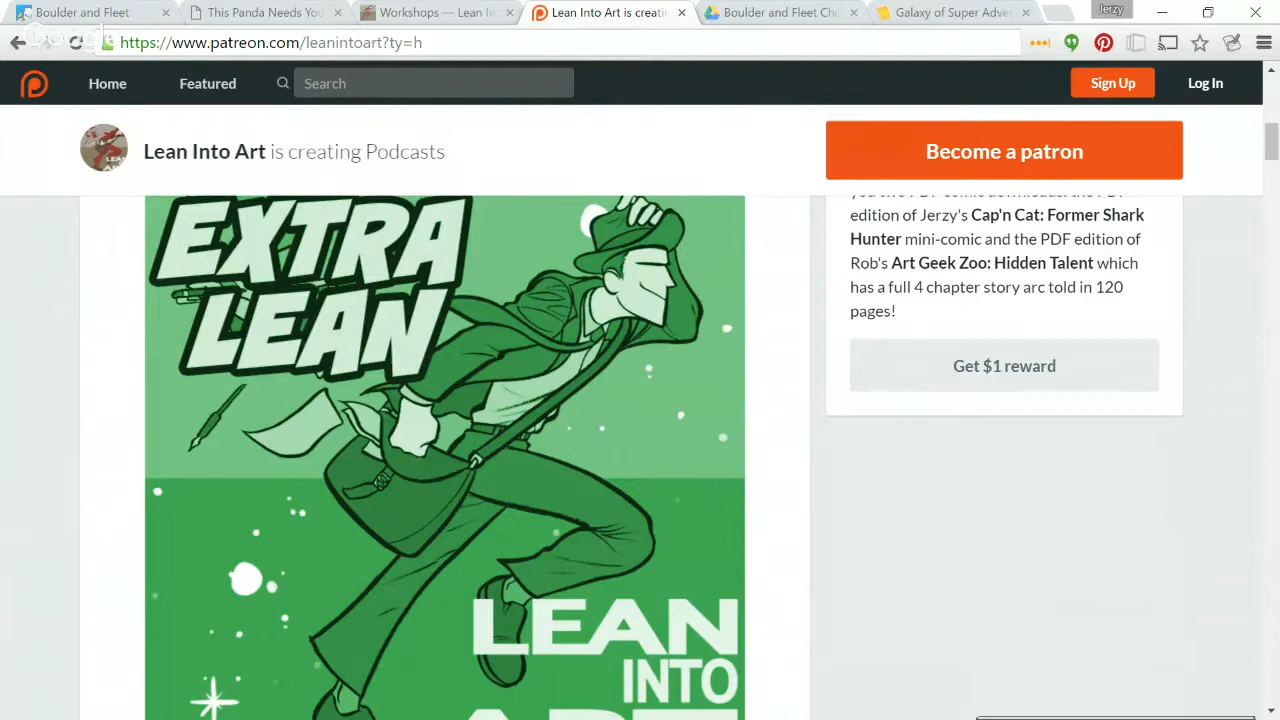 Boulder and Fleet
This Panda Needs You
Workshops — Lean In
Lean Into Art is creati
Boulder and Fleet Ch
Galaxy of Super Adve
Jerzy
https://www.patreon.com/leanintoart?ty=h
Home
Featured
Search
Sign Up
Log In
Lean Into Art is creating Podcasts
Become a patron
EXTRA
LEAN
LEAN
INTO
ART
edition of Jerzy's Cap'n Cat: Former Shark
Hunter mini-comic and the PDF edition of
Rob's Art Geek Zoo: Hidden Talent which
has a full 4 chapter story arc told in 120
pages!
Get $1 reward